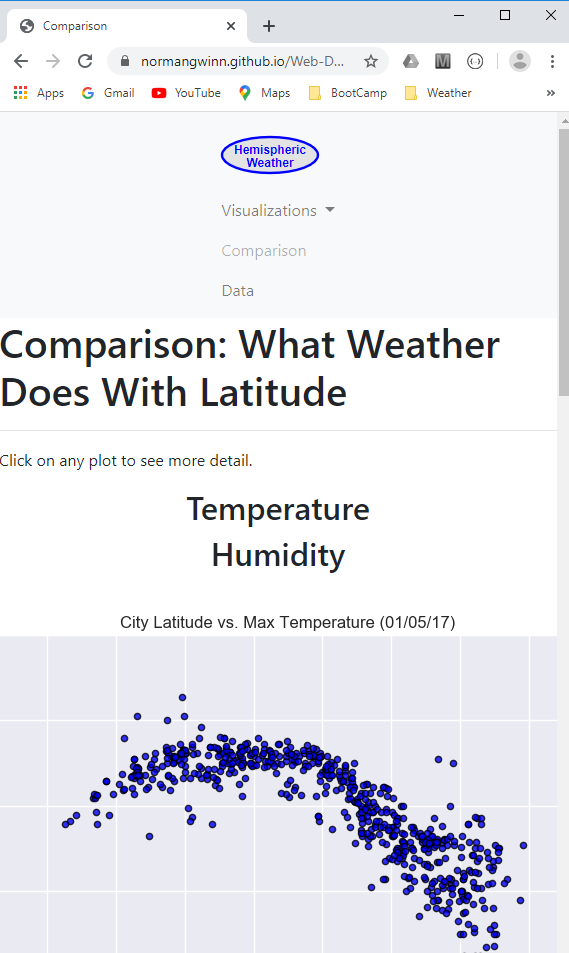 Comparison
normangwinn.github.io/Web-D...
Apps Gmail YouTube Maps BootCamp Weather »
Hemispheric
Weather
Visualizations
Comparison
Data
Comparison: What Weather
Does With Latitude
Click on any plot to see more detail.
Temperature
Humidity
City Latitude vs. Max Temperature (01/05/17)